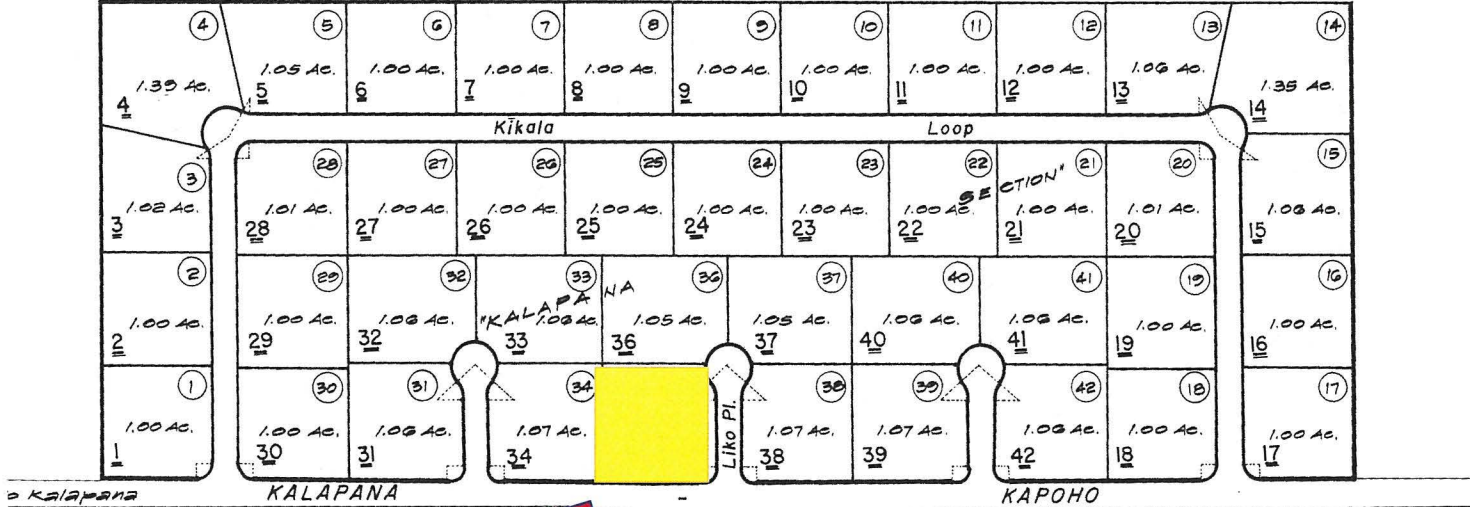 4 5 6 7 8 9 10 11 12 13 14
1.39 Ac. 1.05 Ac. 1.00 Ac. 1.00 Ac. 1.00 Ac. 1.00 Ac. 1.00 Ac. 1.00 Ac. 1.00 Ac. 1.06 Ac. 1.35 Ac.
4 5 6 7 8 9 10 11 12 13 14
Kīkala Loop
3 28 27 26 25 24 23 22 21 20 15
SECTION"
1.02 Ac. 1.01 Ac. 1.00 Ac. 1.00 Ac. 1.00 Ac. 1.00 Ac. 1.00 Ac. 1.00 Ac. 1.00 Ac. 1.01 Ac. 1.03 Ac.
3 28 27 26 25 24 23 22 21 20 15
2 29 32 33 36 37 40 41 19 16
"KALAPANA
1.00 Ac. 1.00 Ac. 1.06 Ac. 1.06 Ac. 1.05 Ac. 1.05 Ac. 1.06 Ac. 1.06 Ac. 1.00 Ac. 1.00 Ac.
2 29 32 33 36 37 40 41 19 16
1 30 31 34 38 39 42 18 17
1.00 Ac. 1.00 Ac. 1.06 Ac. 1.07 Ac. 1.07 Ac. 1.07 Ac. 1.06 Ac. 1.00 Ac. 1.00 Ac.
1 30 31 34 Liko Pl. 38 39 42 18 17
o Kalapana KALAPANA KAPOHO